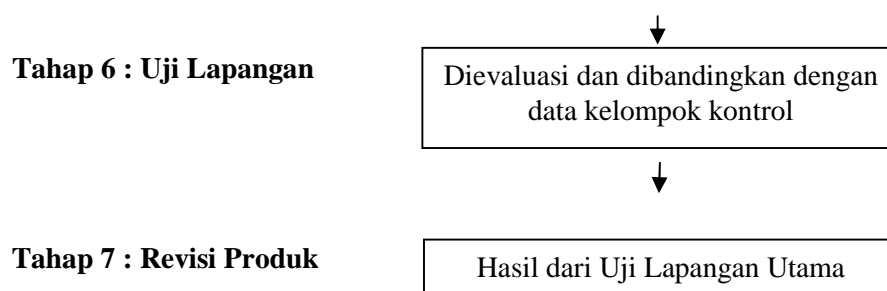 Tahap 6 : Uji Lapangan
Dievaluasi dan dibandingkan dengan
data kelompok kontrol
Tahap 7 : Revisi Produk
Hasil dari Uji Lapangan Utama